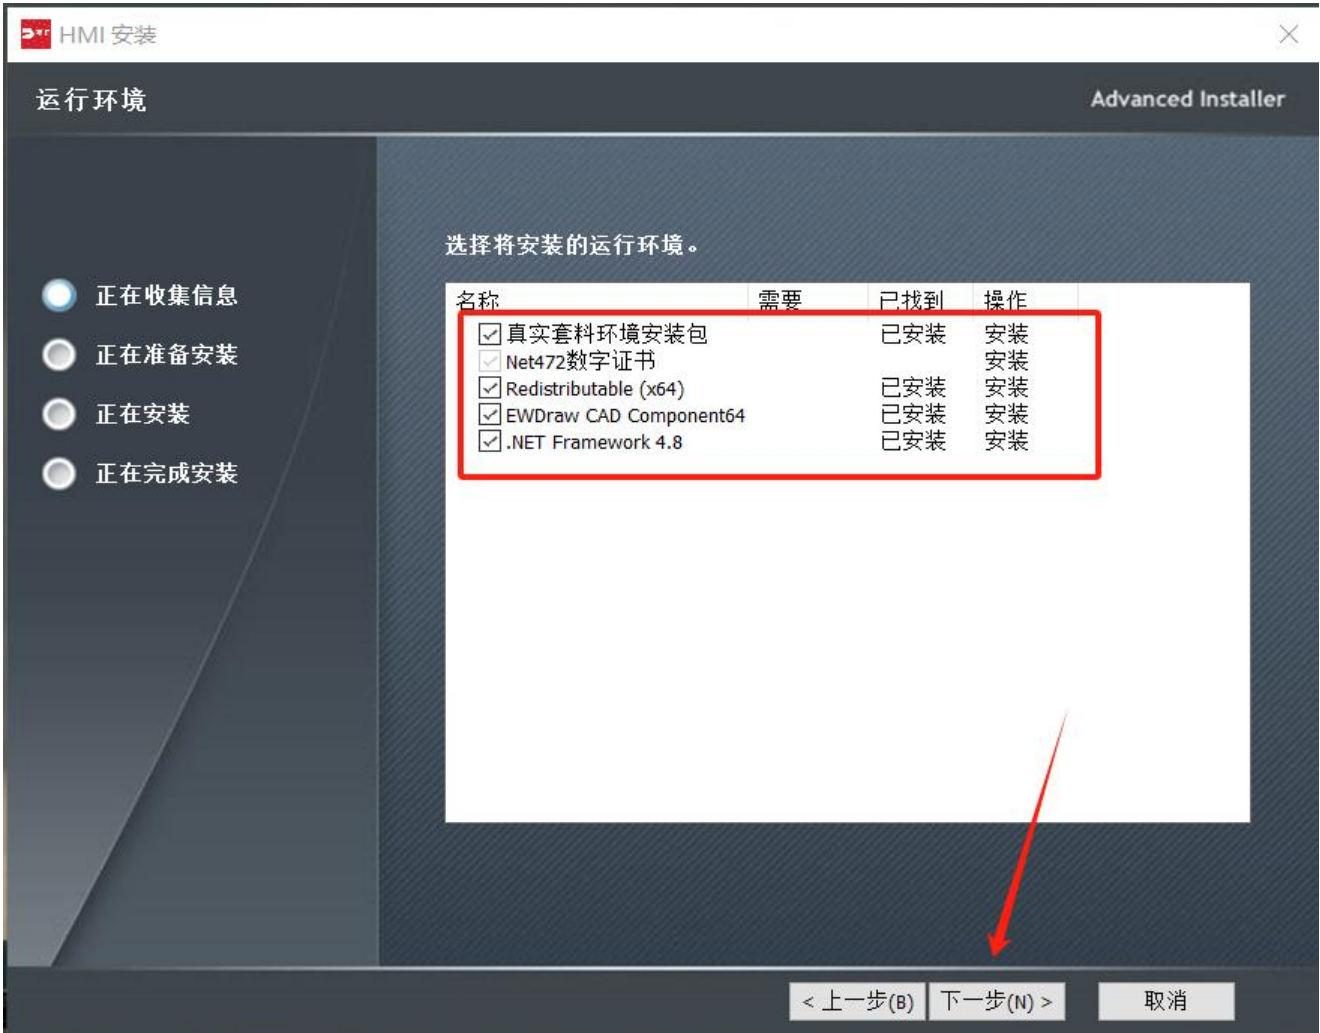 HMI 安装
运行环境
Advanced Installer
正在收集信息
正在准备安装
正在安装
正在完成安装
选择将安装的运行环境。
名称 需要 已找到 操作
真实套料环境安装包 已安装 安装
Net472数字证书 安装
Redistributable (x64) 已安装 安装
EWDraw CAD Component64 已安装 安装
.NET Framework 4.8 已安装 安装
< 上一步(B) 下一步(N) > 取消